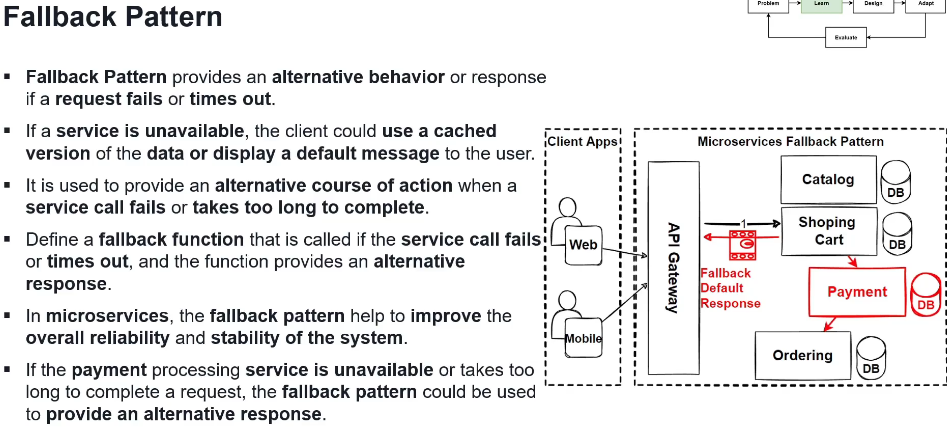 Fallback Pattern
Problem
Learn
Design
Adapt
Evaluate
▪ Fallback Pattern provides an alternative behavior or response
if a request fails or times out.
▪ If a service is unavailable, the client could use a cached
version of the data or display a default message to the user.
▪ It is used to provide an alternative course of action when a
service call fails or takes too long to complete.
▪ Define a fallback function that is called if the service call fails
or times out, and the function provides an alternative
response.
▪ In microservices, the fallback pattern help to improve the
overall reliability and stability of the system.
▪ If the payment processing service is unavailable or takes too
long to complete a request, the fallback pattern could be used
to provide an alternative response.
Client Apps
Web
Mobile
Microservices Fallback Pattern
API Gateway
1
Fallback
Default
Response
Catalog
DB
Shoping
Cart
DB
Payment
DB
Ordering
DB